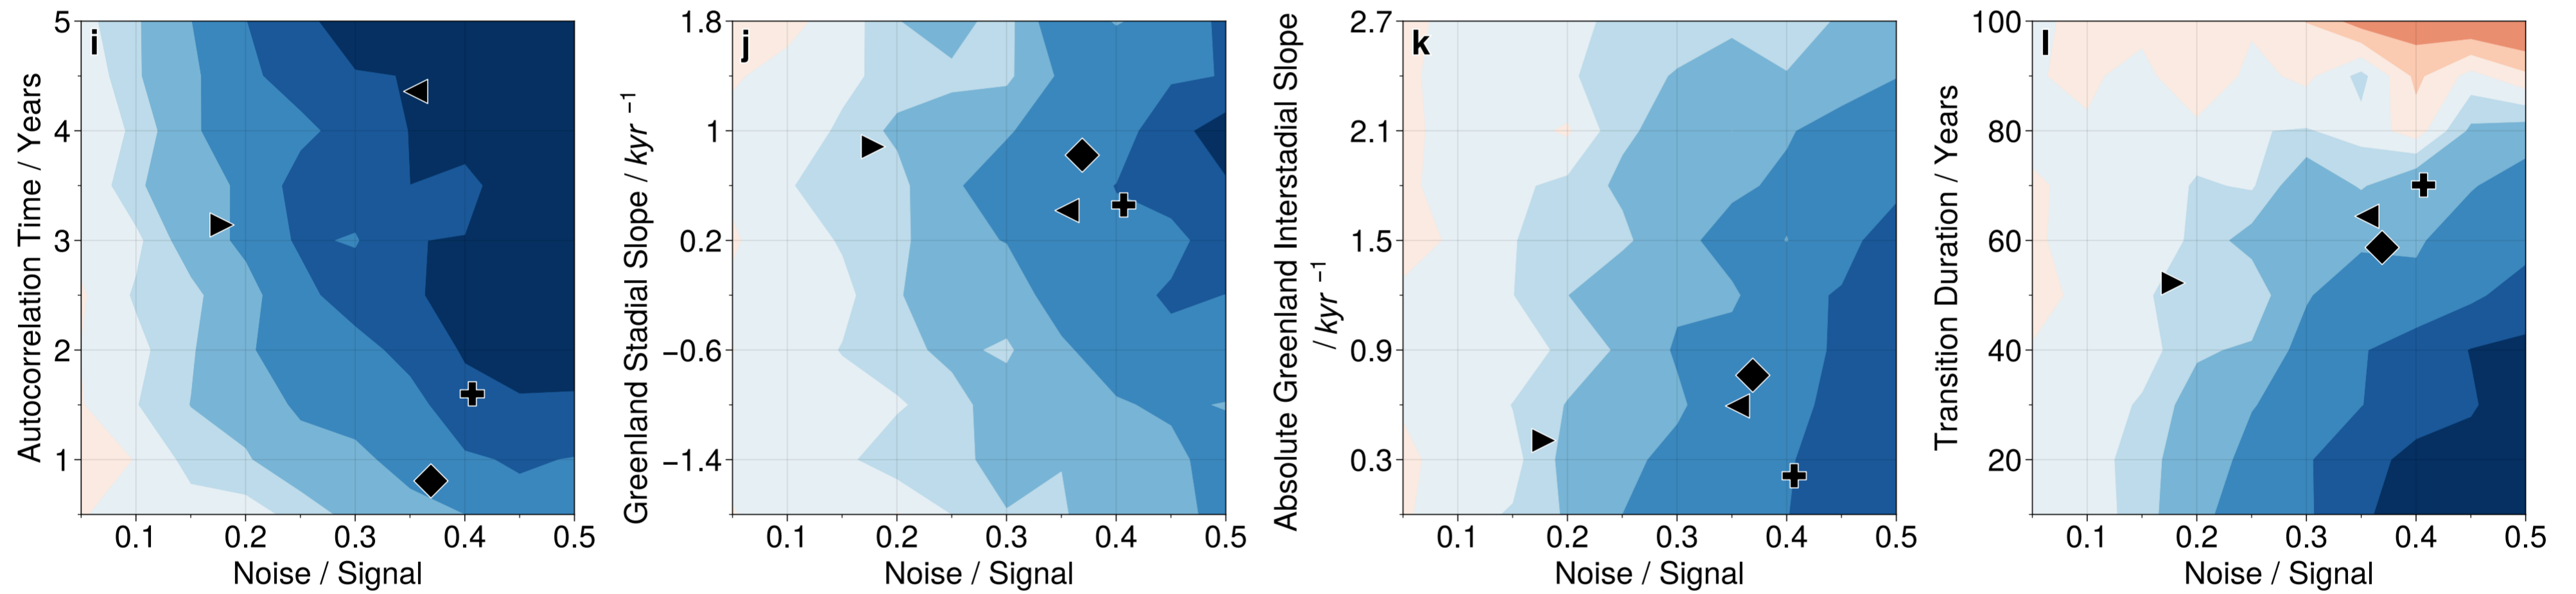 i
5
4
3
2
1
Autocorrelation Time / Years
0.1 0.2 0.3 0.4 0.5
Noise / Signal
j
1.8
1
0.2
−0.6
−1.4
Greenland Stadial Slope / kyr⁻¹
0.1 0.2 0.3 0.4 0.5
Noise / Signal
k
2.7
2.1
1.5
0.9
0.3
Absolute Greenland Interstadial Slope
/ kyr⁻¹
0.1 0.2 0.3 0.4 0.5
Noise / Signal
l
100
80
60
40
20
Transition Duration / Years
0.1 0.2 0.3 0.4 0.5
Noise / Signal